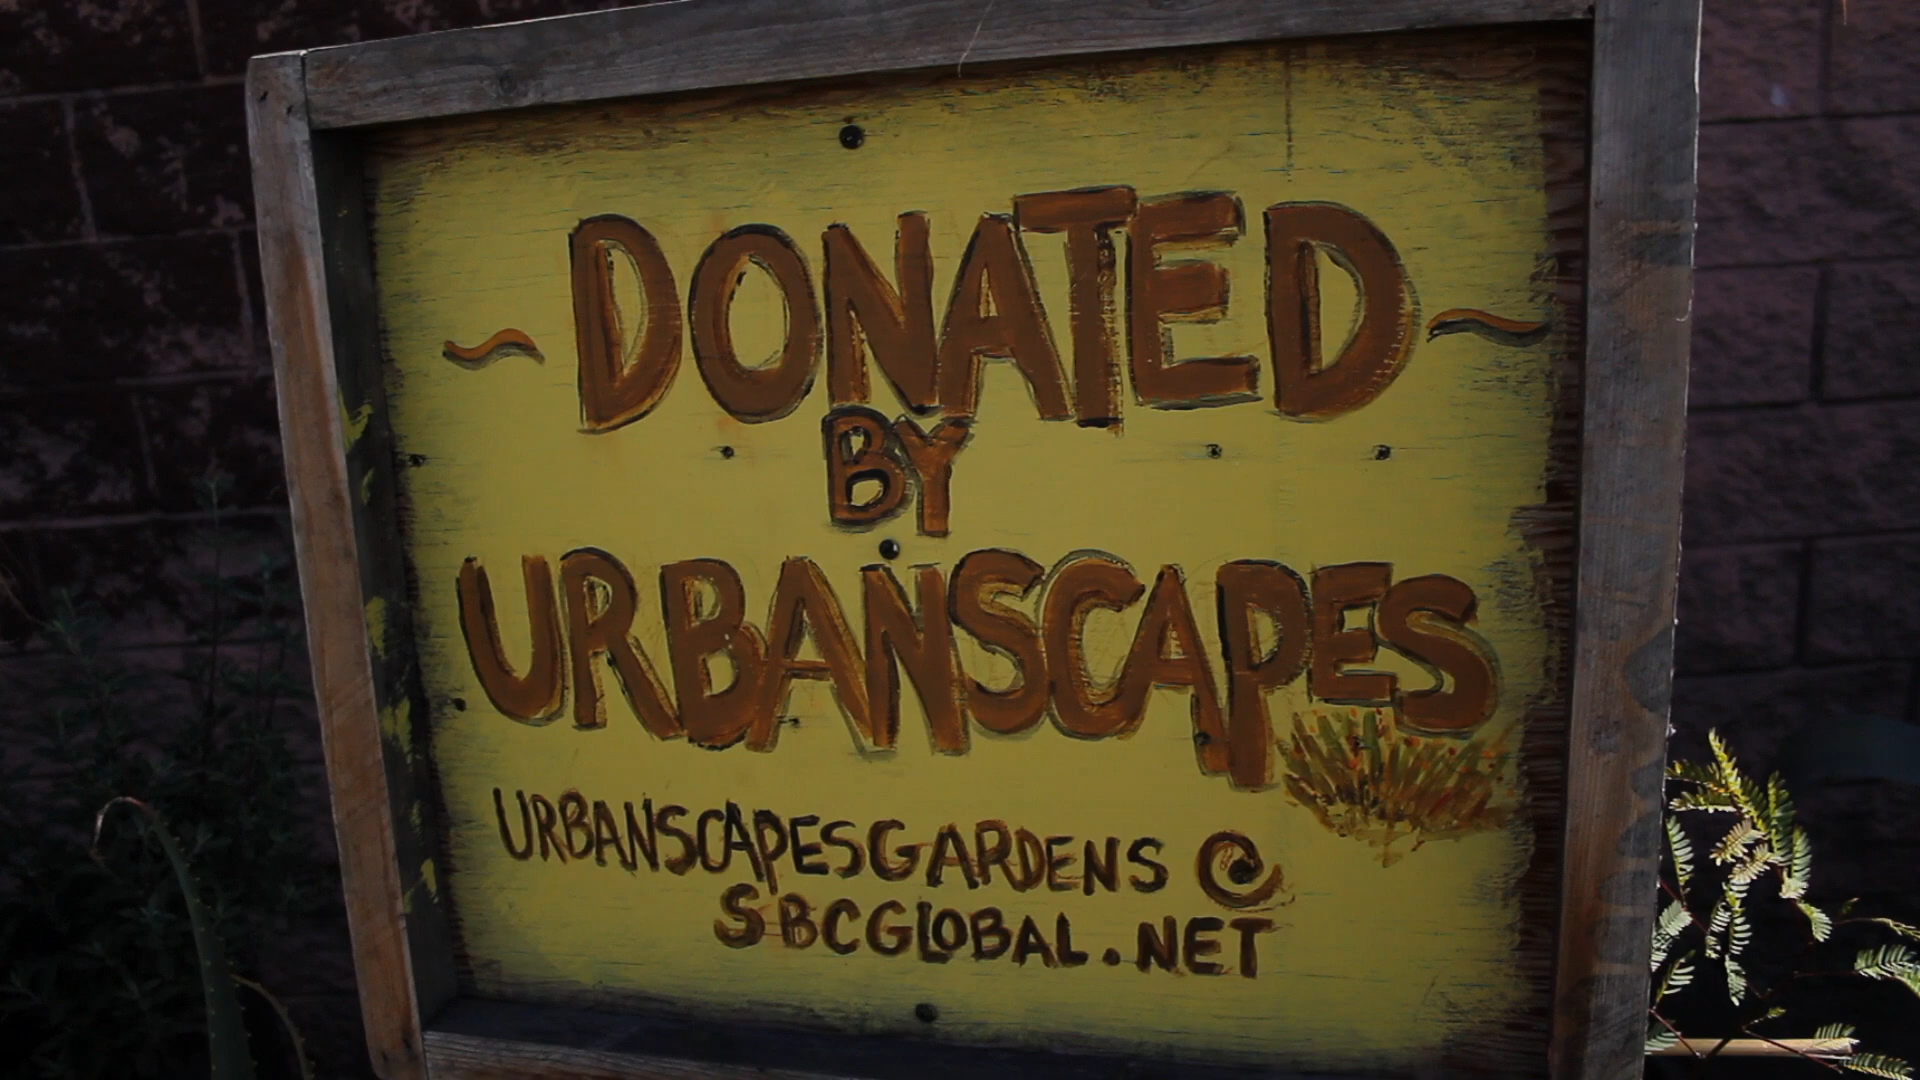 ~DONATED~
BY
URBANSCAPES
URBANSCAPESGARDENS @
SBCGLOBAL.NET